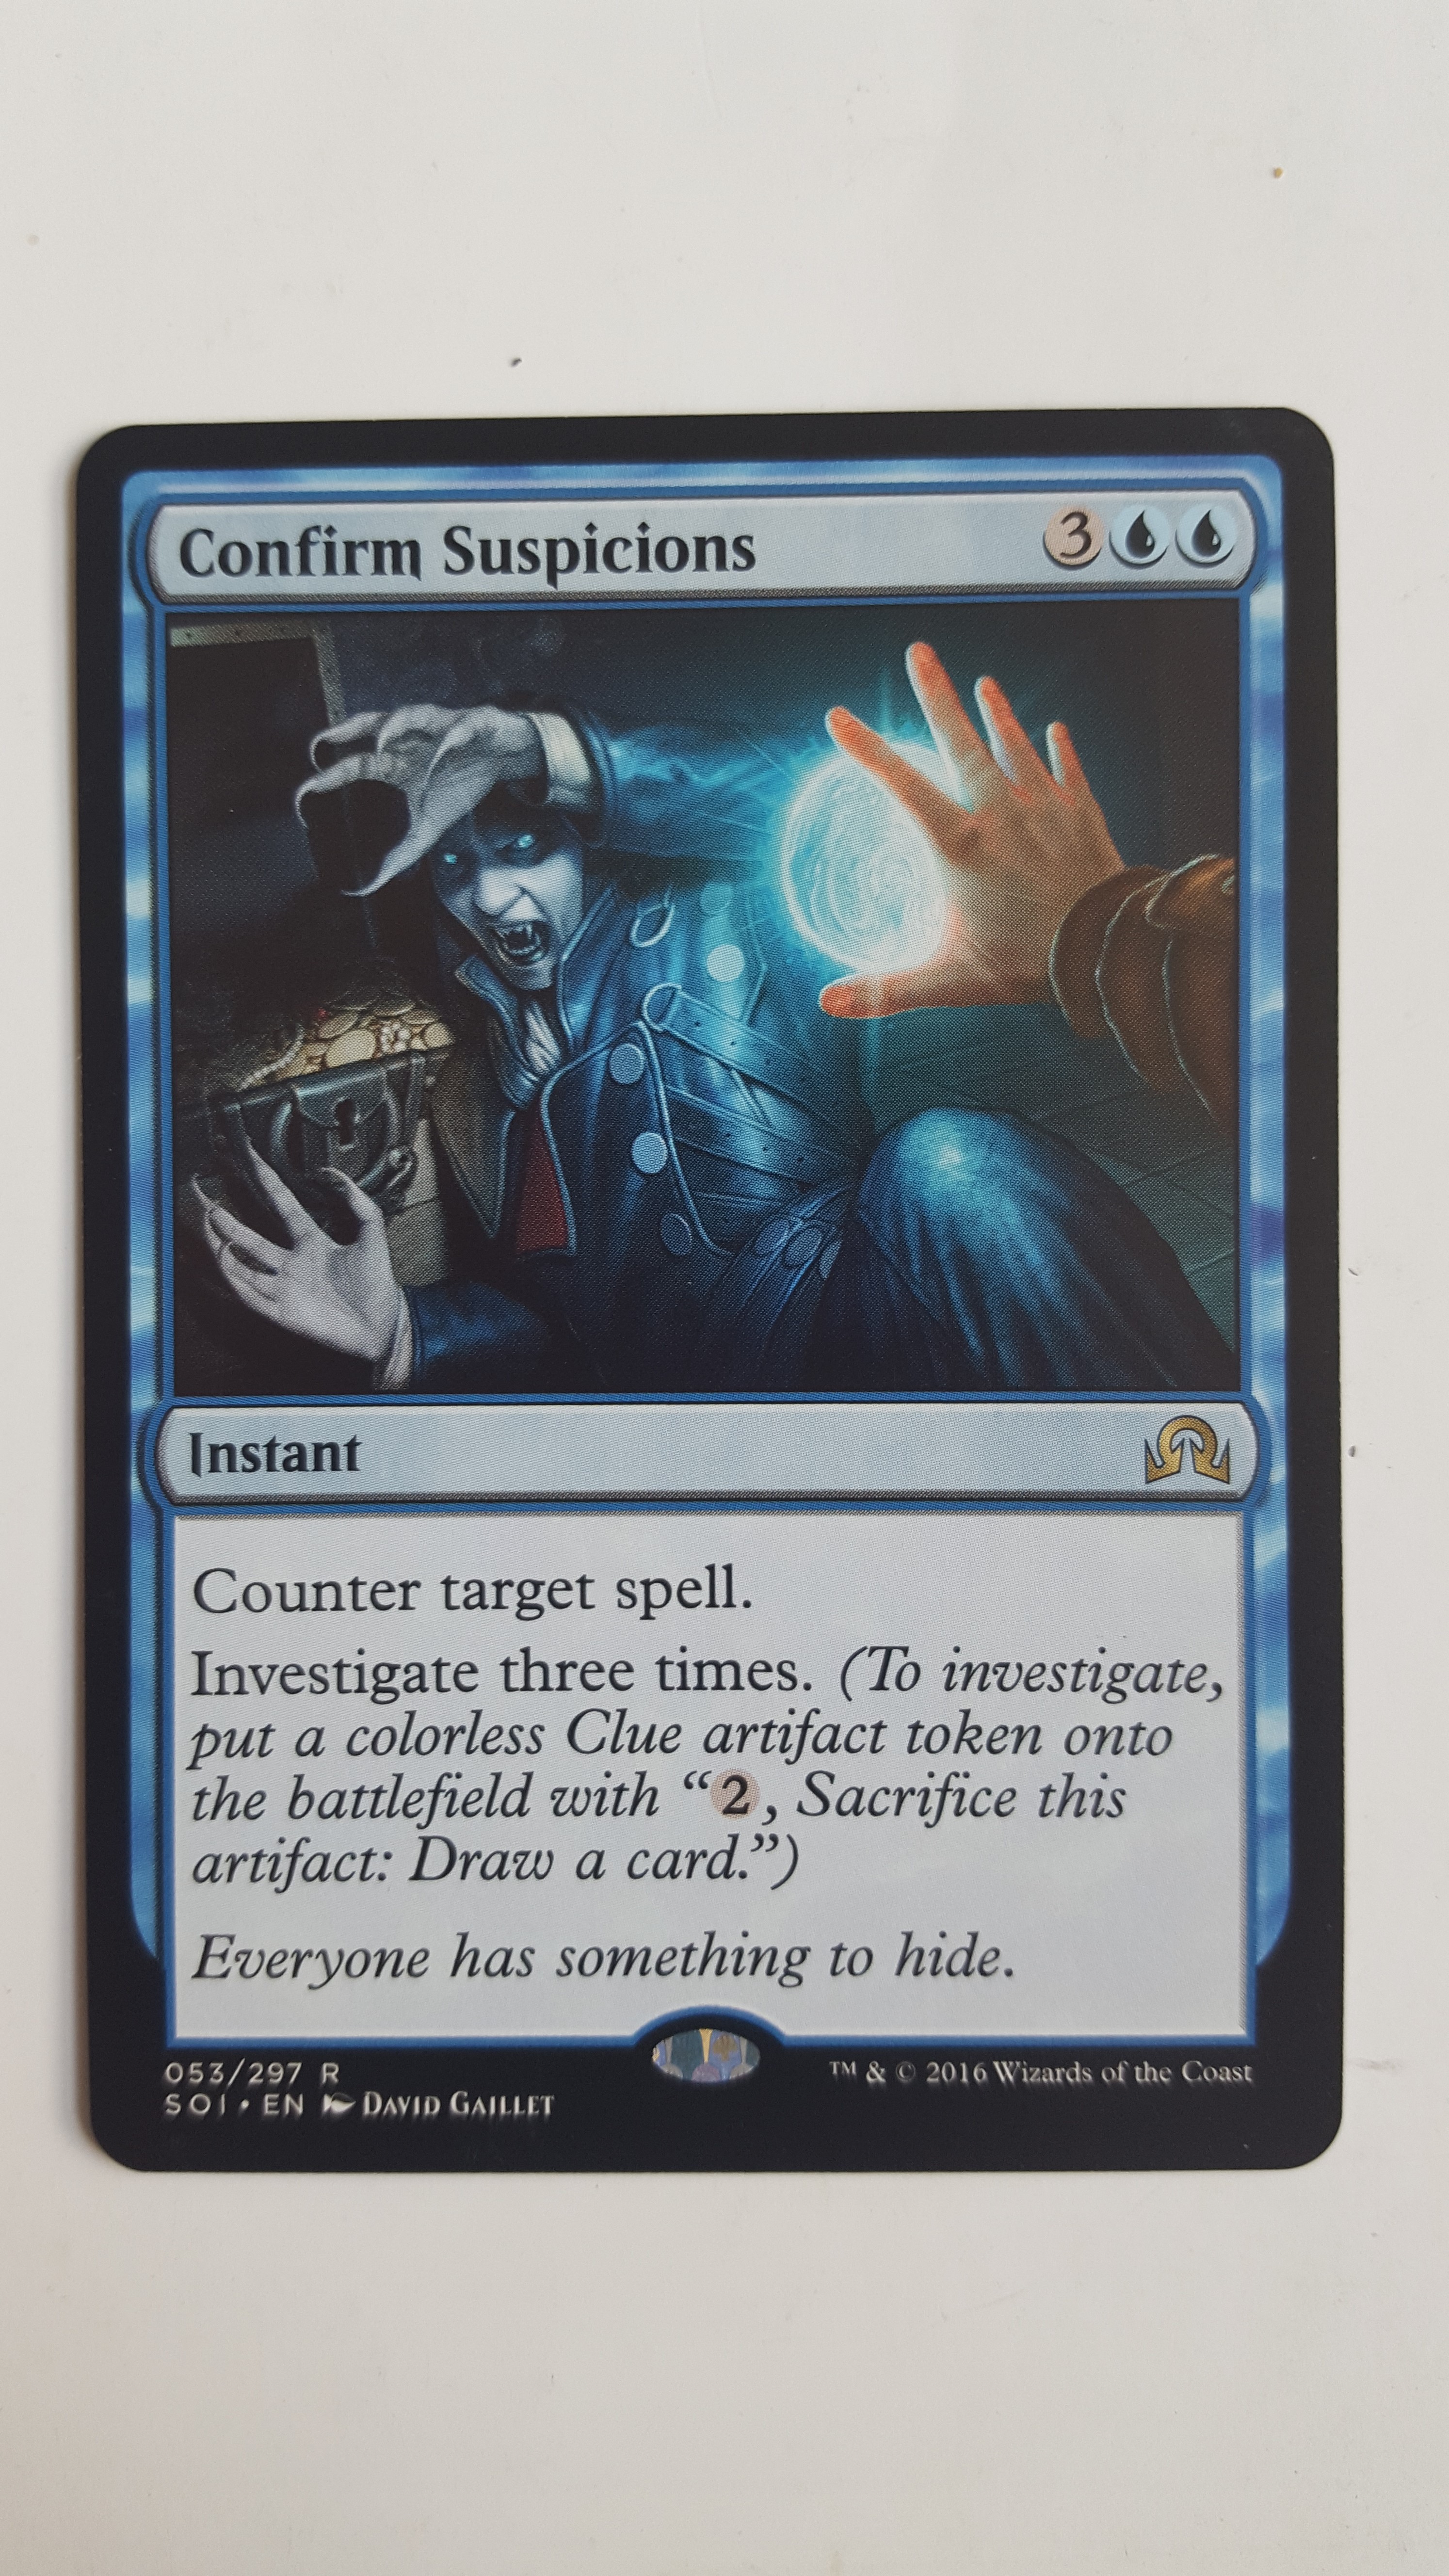 Confirm Suspicions 3
Instant
Counter target spell.
Investigate three times. (To investigate,
put a colorless Clue artifact token onto
the battlefield with “2, Sacrifice this
artifact: Draw a card.”)
Everyone has something to hide.
053/297 R
SOI • EN DAVID GAILLET
™ & © 2016 Wizards of the Coast